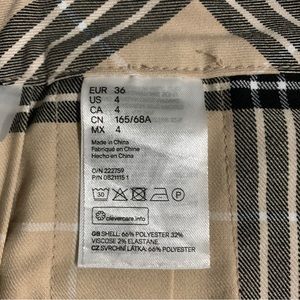 EUR 36
US 4
CA 4
CN 165/68A
MX 4
Made in China
Fabriqué en Chine
Hecho en China
O/N 222759
P/N 0821115 1
30
P
clevercare.info
GB SHELL: 66% POLYESTER 32%
VISCOSE 2% ELASTANE.
CZ SVRCHNÍ LÁTKA: 66% POLYESTER